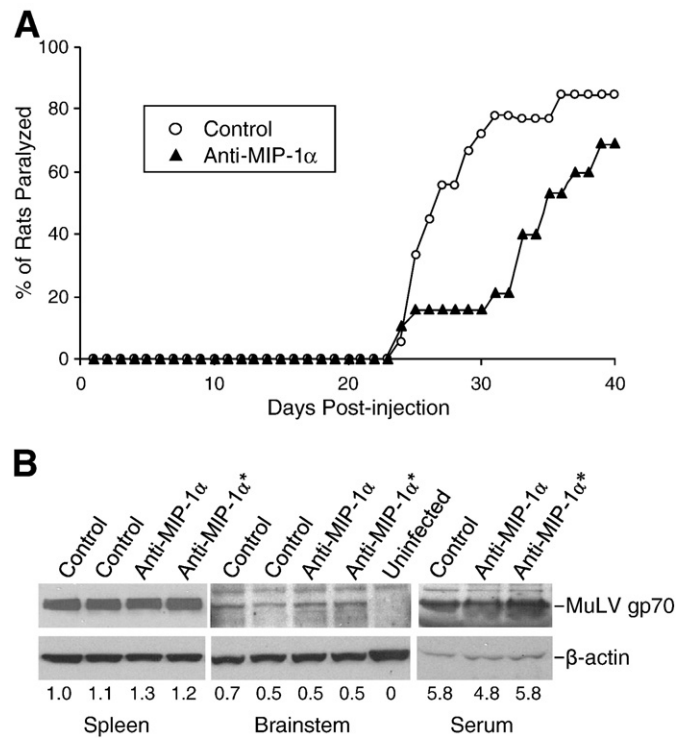 A
% of Rats Paralyzed
100
80
60
40
20
0
Control
Anti-MIP-1α
0 10 20 30 40
Days Post-injection
B
Control Control Anti-MIP-1α Anti-MIP-1α* Control Control Anti-MIP-1α Anti-MIP-1α* Uninfected Control Anti-MIP-1α Anti-MIP-1α*
–MuLV gp70
–β-actin
1.0 1.1 1.3 1.2 0.7 0.5 0.5 0.5 0 5.8 4.8 5.8
Spleen Brainstem Serum